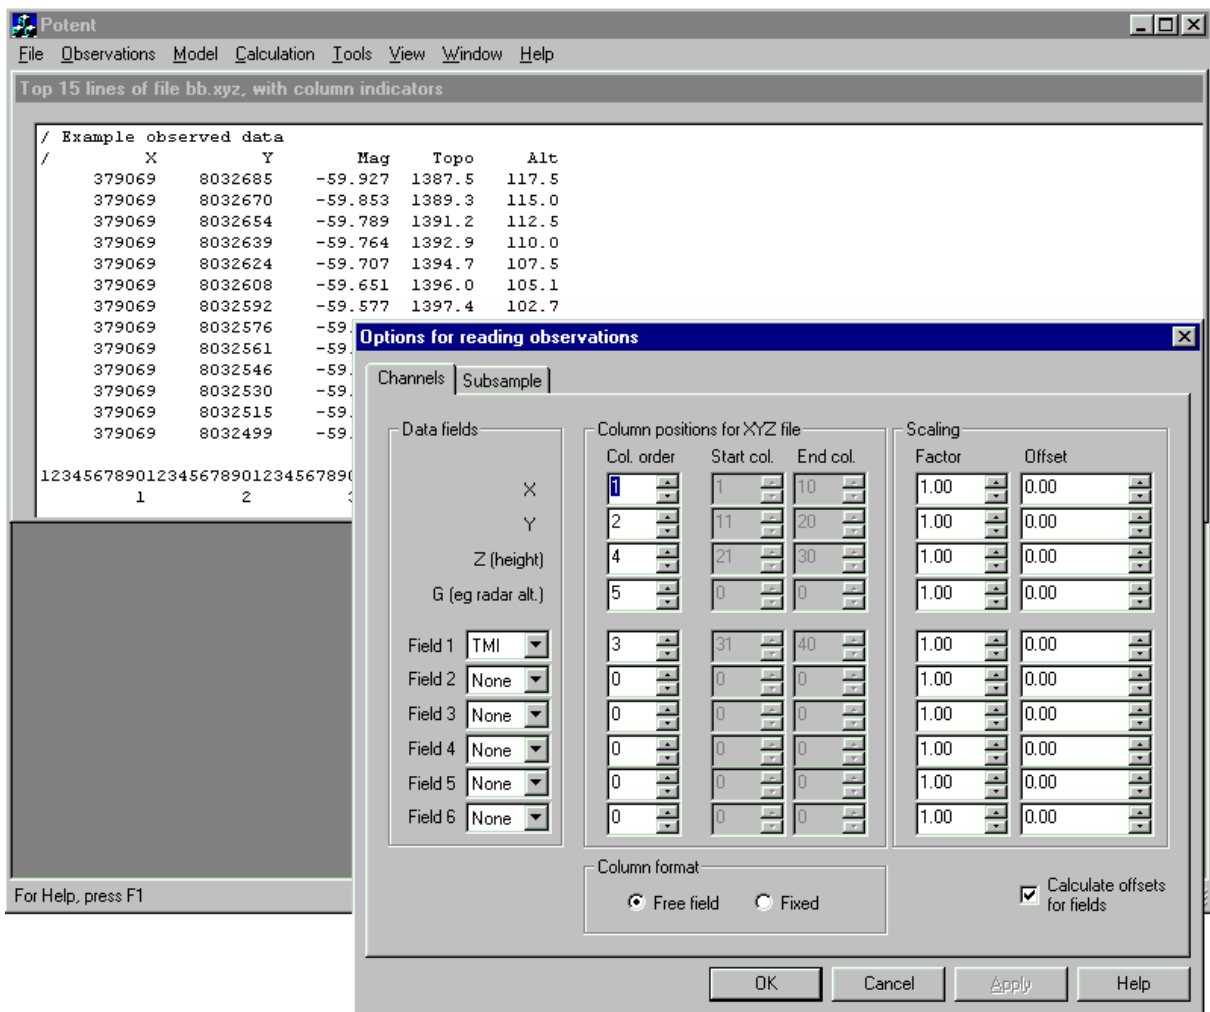 Potent
File Observations Model Calculation Tools View Window Help
Top 15 lines of file bb.xyz, with column indicators
/ Example observed data
/ X Y Mag Topo Alt
379069 8032685 -59.927 1387.5 117.5
379069 8032670 -59.853 1389.3 115.0
379069 8032654 -59.789 1391.2 112.5
379069 8032639 -59.764 1392.9 110.0
379069 8032624 -59.707 1394.7 107.5
379069 8032608 -59.651 1396.0 105.1
379069 8032592 -59.577 1397.4 102.7
379069 8032576 -59.
379069 8032561 -59.
379069 8032546 -59.
379069 8032530 -59.
379069 8032515 -59.
379069 8032499 -59.
123456789012345678901234567890
1 2 3
For Help, press F1
Options for reading observations
Channels Subsample
Data fields Column positions for XYZ file Scaling
Col. order Start col. End col. Factor Offset
X 1 1 10 1.00 0.00
Y 2 11 20 1.00 0.00
Z (height) 4 21 30 1.00 0.00
G (eg radar alt.) 5 0 0 1.00 0.00
Field 1 TMI 3 31 40 1.00 0.00
Field 2 None 0 0 0 1.00 0.00
Field 3 None 0 0 0 1.00 0.00
Field 4 None 0 0 0 1.00 0.00
Field 5 None 0 0 0 1.00 0.00
Field 6 None 0 0 0 1.00 0.00
Column format
Free field Fixed
Calculate offsets
for fields
OK Cancel Apply Help